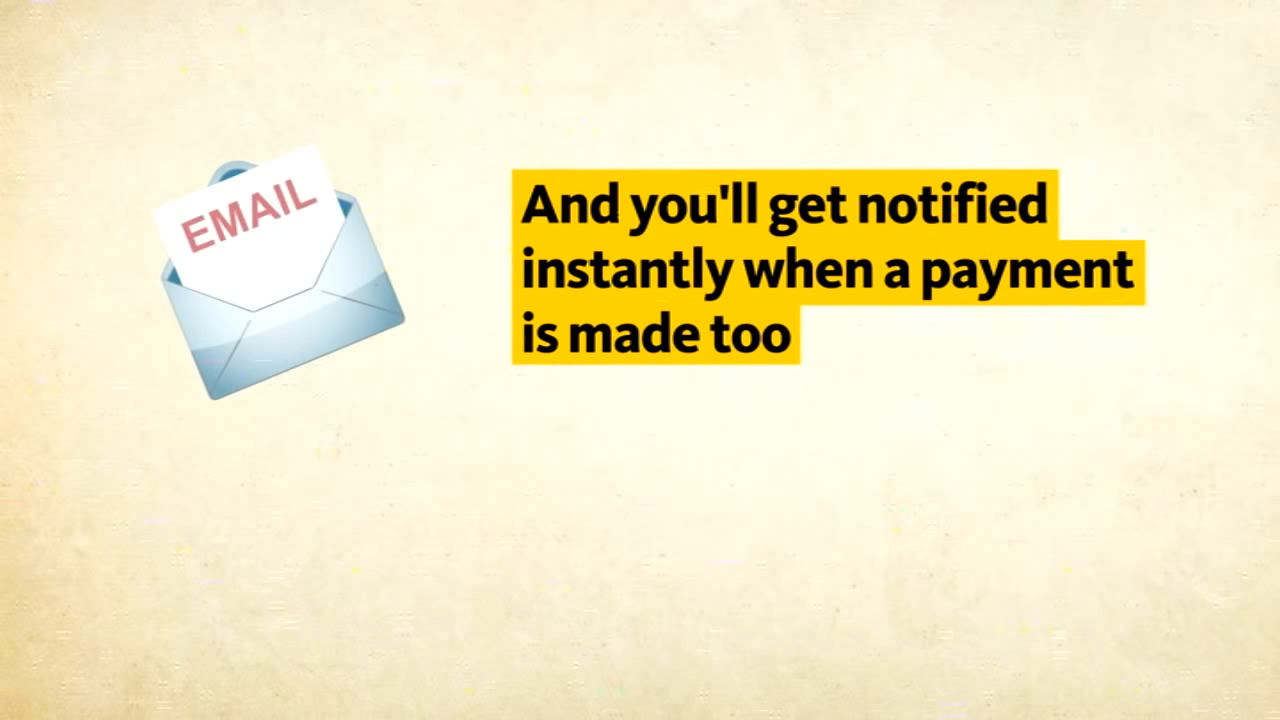 EMAIL
And you'll get notified
instantly when a payment
is made too